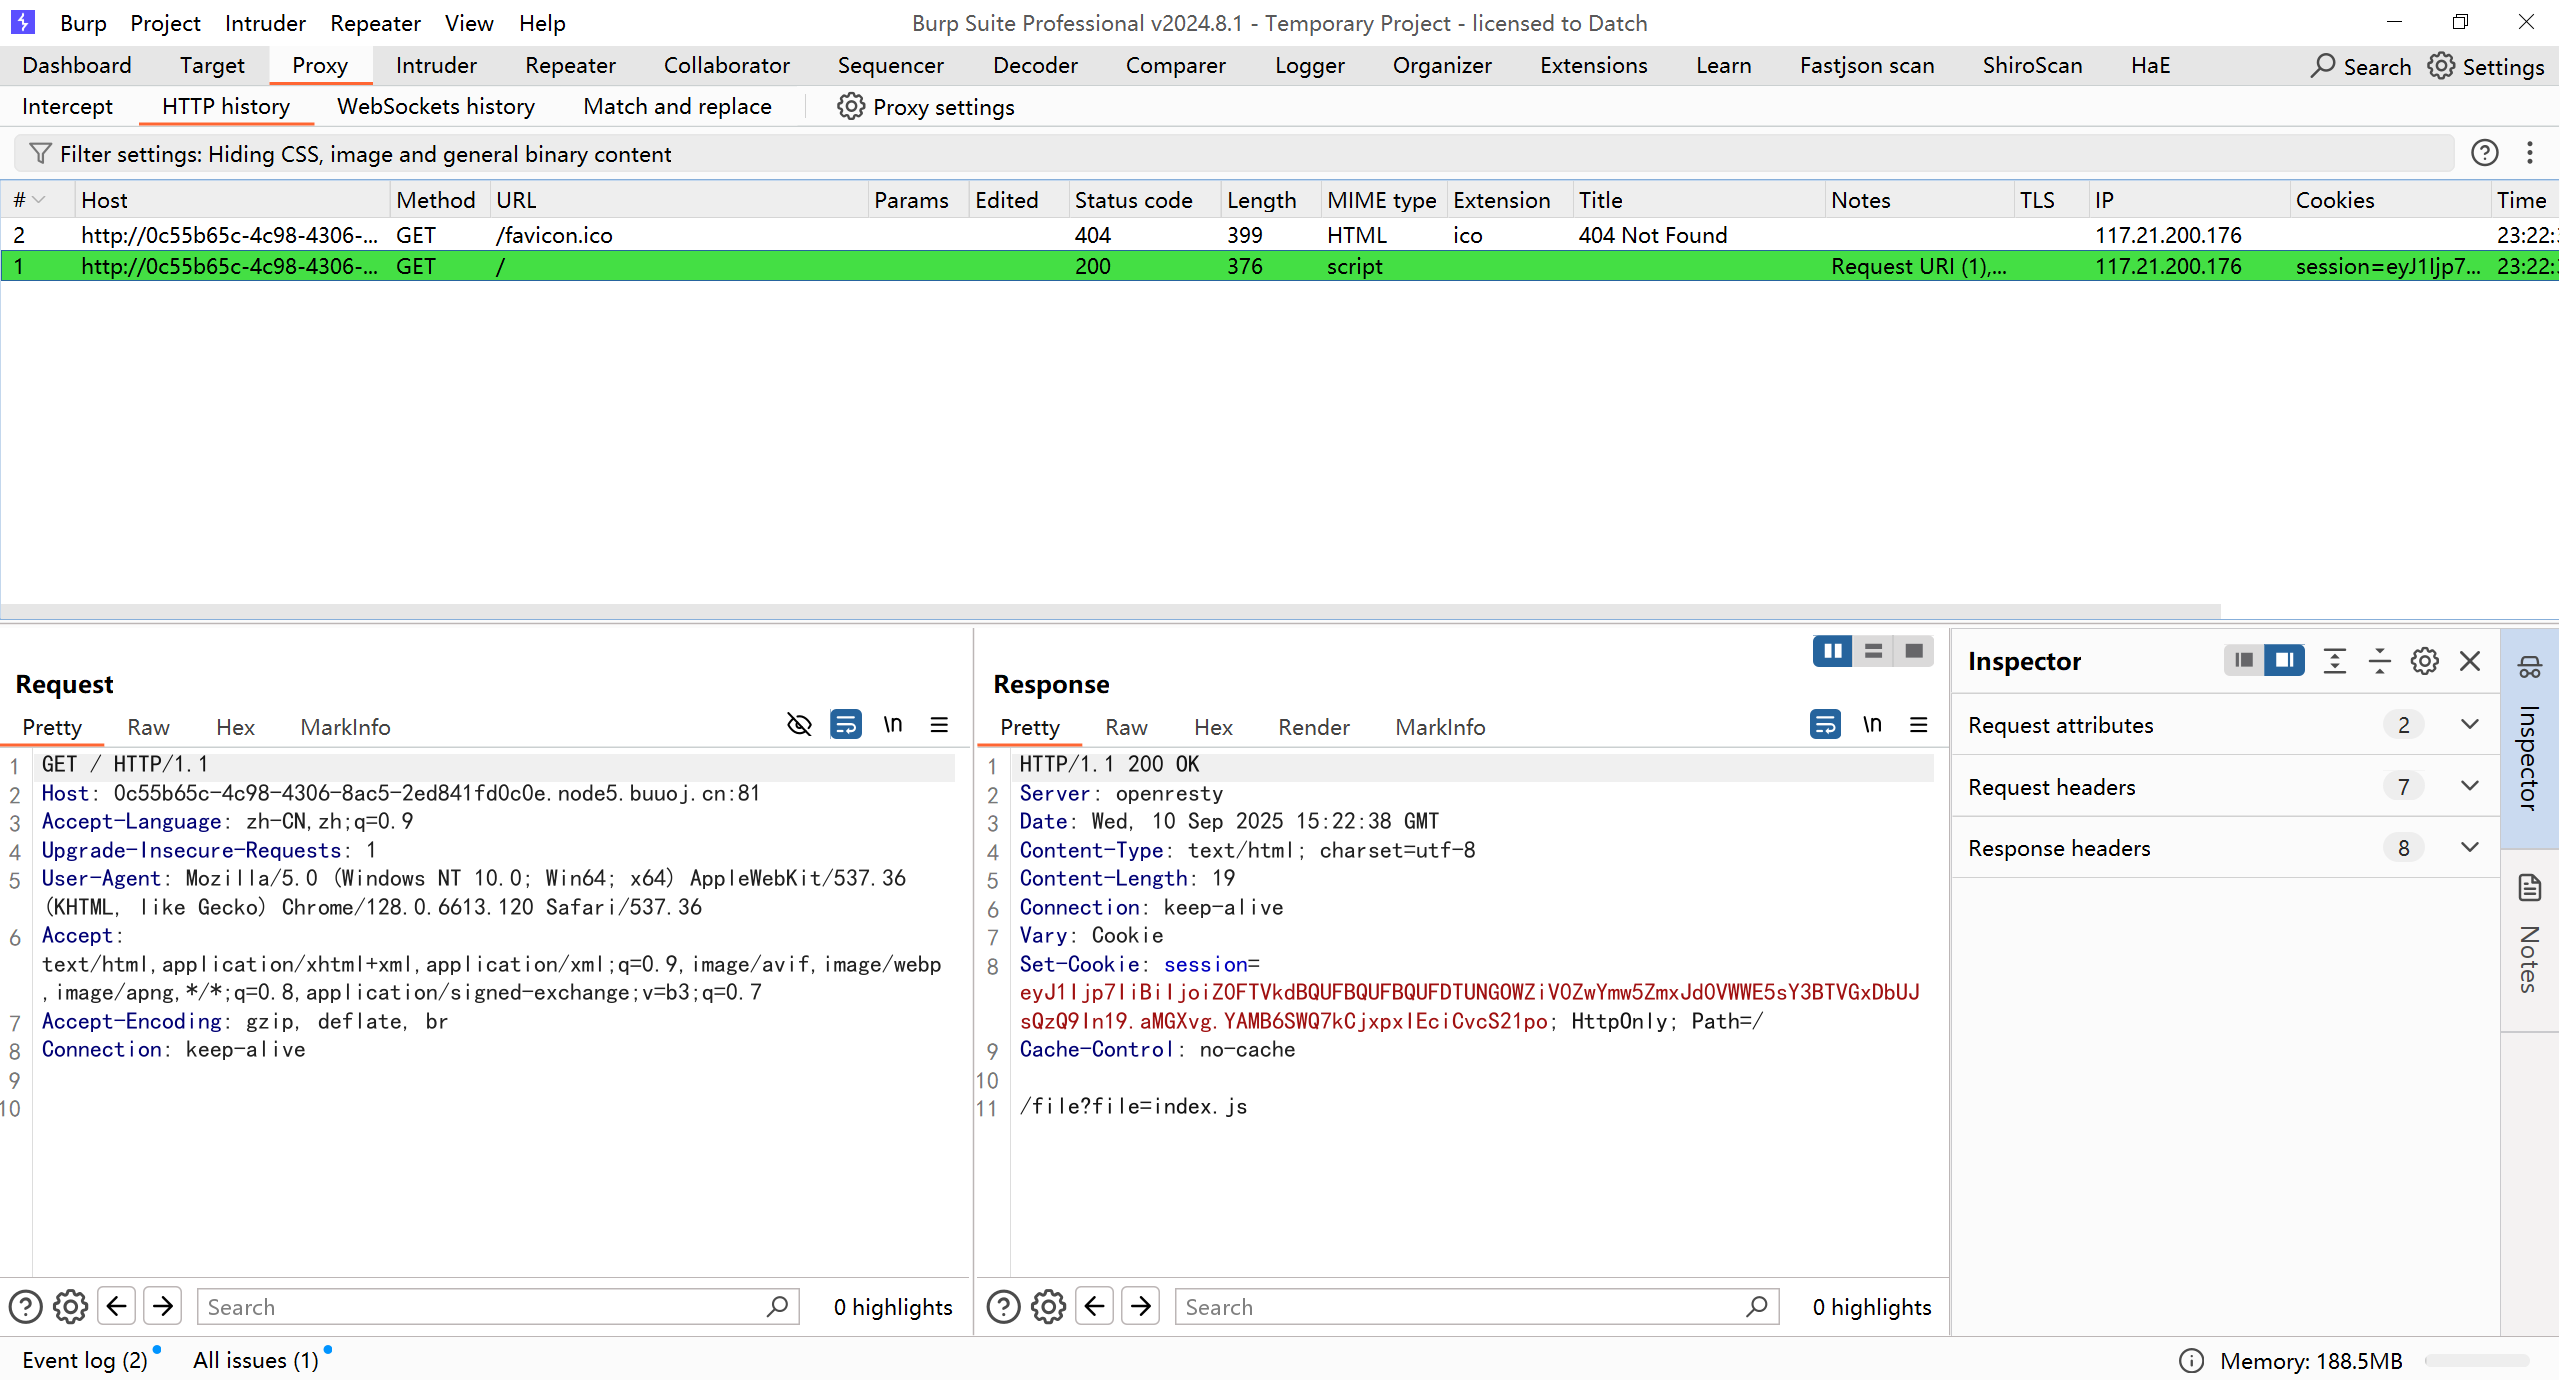 Burp Project Intruder Repeater View Help Burp Suite Professional v2024.8.1 - Temporary Project - licensed to Datch
Dashboard Target Proxy Intruder Repeater Collaborator Sequencer Decoder Comparer Logger Organizer Extensions Learn Fastjson scan ShiroScan HaE Search Settings
Intercept HTTP history WebSockets history Match and replace Proxy settings
Filter settings: Hiding CSS, image and general binary content
# Host Method URL Params Edited Status code Length MIME type Extension Title Notes TLS IP Cookies Time
2 http://0c55b65c-4c98-4306-... GET /favicon.ico 404 399 HTML ico 404 Not Found 117.21.200.176 23:22:
1 http://0c55b65c-4c98-4306-... GET / 200 376 script Request URI (1),... 117.21.200.176 session=eyJ1Ijp7... 23:22:
Request
Pretty Raw Hex MarkInfo \n
1 GET / HTTP/1.1
2 Host: 0c55b65c-4c98-4306-8ac5-2ed841fd0c0e.node5.buuoj.cn:81
3 Accept-Language: zh-CN,zh;q=0.9
4 Upgrade-Insecure-Requests: 1
5 User-Agent: Mozilla/5.0 (Windows NT 10.0; Win64; x64) AppleWebKit/537.36
(KHTML, like Gecko) Chrome/128.0.6613.120 Safari/537.36
6 Accept:
text/html,application/xhtml+xml,application/xml;q=0.9,image/avif,image/webp
,image/apng,*/*;q=0.8,application/signed-exchange;v=b3;q=0.7
7 Accept-Encoding: gzip, deflate, br
8 Connection: keep-alive
9
10
Search 0 highlights
Response
Pretty Raw Hex Render MarkInfo \n
1 HTTP/1.1 200 OK
2 Server: openresty
3 Date: Wed, 10 Sep 2025 15:22:38 GMT
4 Content-Type: text/html; charset=utf-8
5 Content-Length: 19
6 Connection: keep-alive
7 Vary: Cookie
8 Set-Cookie: session=
eyJ1Ijp7IiBiIjoiZ0FTVkdBQUFBQUFBQUFDTUNGOWZiV0ZwYmw5ZmxJd0VWWE5sY3BTVGxDbUJ
sQzQ9In19.aMGXvg.YAMB6SWQ7kCjxpxIEciCvcS21po; HttpOnly; Path=/
9 Cache-Control: no-cache
10
11 /file?file=index.js
Search 0 highlights
Inspector
Request attributes 2
Request headers 7
Response headers 8
Inspector
Notes
Event log (2) All issues (1) Memory: 188.5MB